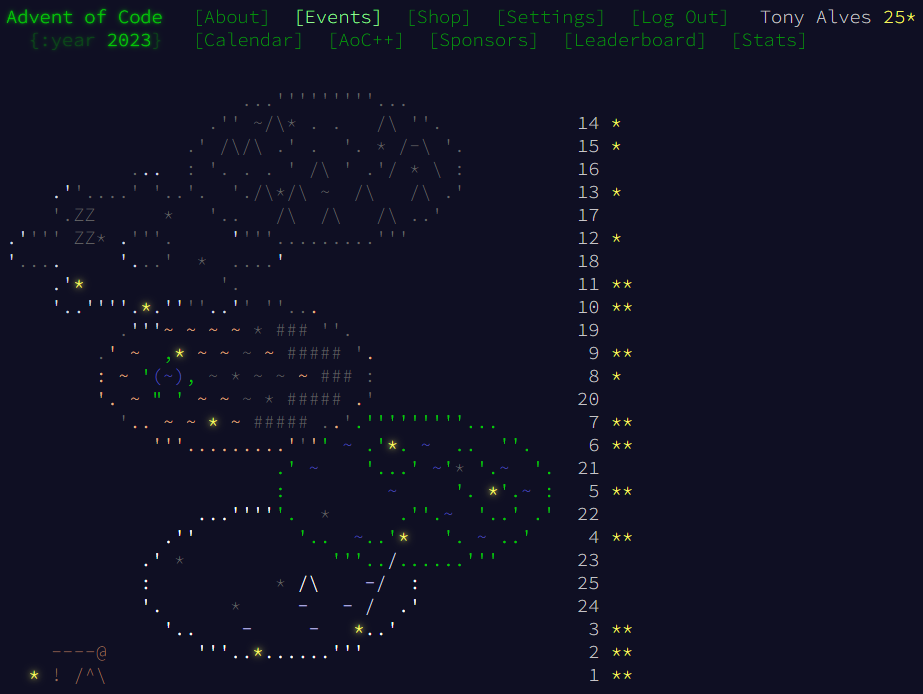 Advent of Code [About] [Events] [Shop] [Settings] [Log Out] Tony Alves 25*
{:year 2023} [Calendar] [AoC++] [Sponsors] [Leaderboard] [Stats]
14 *
15 *
16
13 *
ZZ 17
ZZ* 12 *
18
11 **
10 **
### 19
##### 9 **
### 8 *
##### 20
##### 7 **
6 **
21
5 **
22
4 **
23
25
24
3 **
----@ 2 **
* ! /^\ 1 **